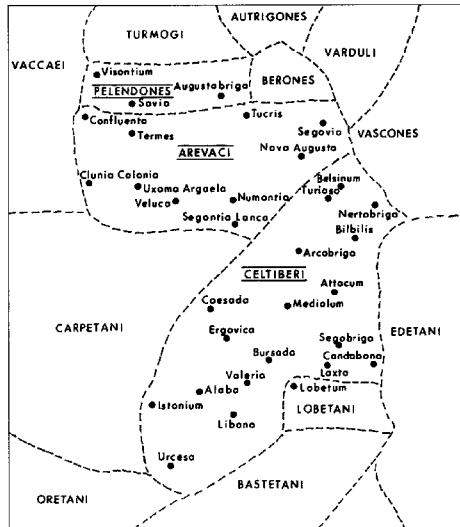 AUTRIGONES
TURMOGI
VARDULI
VACCAEI
Visontium
BERONES
PELENDONES
Augustabriga
Savia
Confluenta
Tucris
Termes
Segovia
VASCONES
AREVACI
Nova Augusta
Clunia Colonia
Uxama Argaela
Belsinum
Turiaso
Veluca
Numantia
Nertobriga
Segontia Lanca
Bilbilis
Arcobriga
CELTIBERI
Attacum
Caesada
Mediolum
CARPETANI
Ergavica
EDETANI
Segobriga
Bursada
Condabona
Laxta
Valeria
Alaba
Lobetum
Istonium
LOBETANI
Libana
Urcesa
BASTETANI
ORETANI